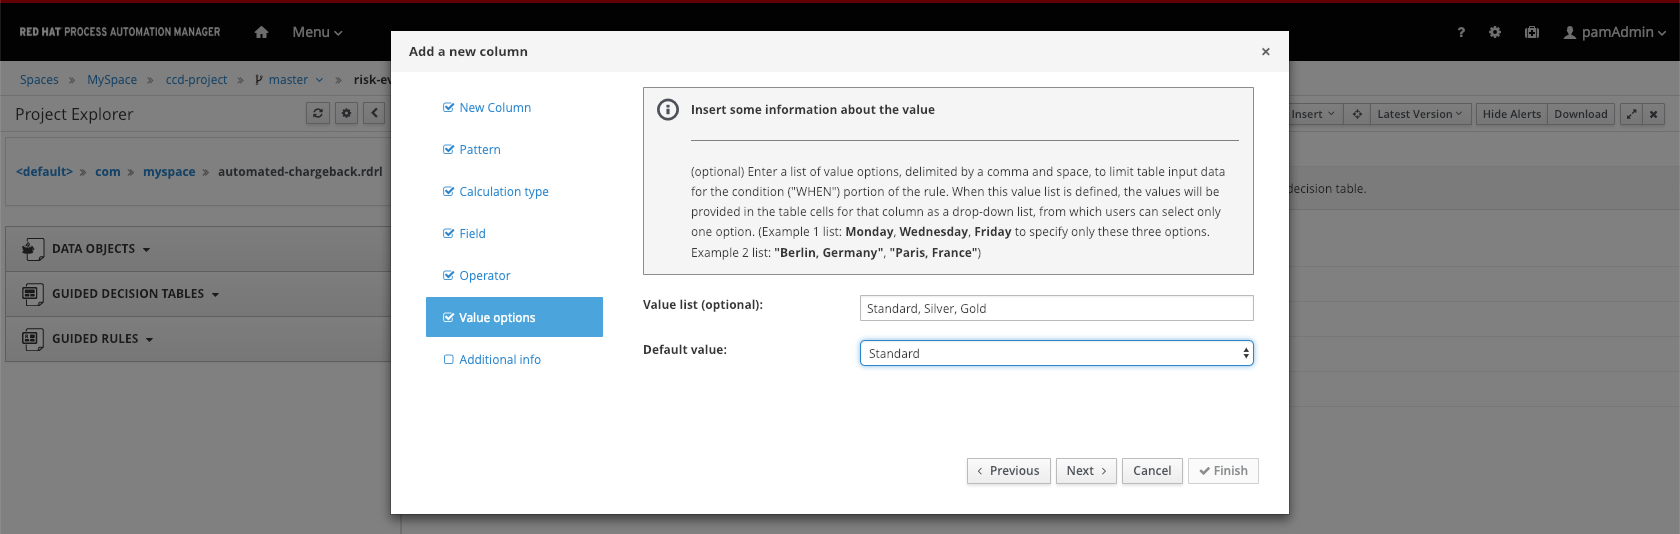 RED HAT PROCESS AUTOMATION MANAGER Menu ? pamAdmin
Add a new column ×
Spaces » MySpace » ccd-project » master » risk-ev
Project Explorer
Insert Latest Version Hide Alerts Download
<default> » com » myspace » automated-chargeback.rdrl
decision table.
DATA OBJECTS
GUIDED DECISION TABLES
GUIDED RULES
New Column
Pattern
Calculation type
Field
Operator
Value options
Additional info
Insert some information about the value
(optional) Enter a list of value options, delimited by a comma and space, to limit table input data
for the condition ("WHEN") portion of the rule. When this value list is defined, the values will be
provided in the table cells for that column as a drop-down list, from which users can select only
one option. (Example 1 list: Monday, Wednesday, Friday to specify only these three options.
Example 2 list: "Berlin, Germany", "Paris, France")
Value list (optional): Standard, Silver, Gold
Default value: Standard
< Previous Next > Cancel Finish